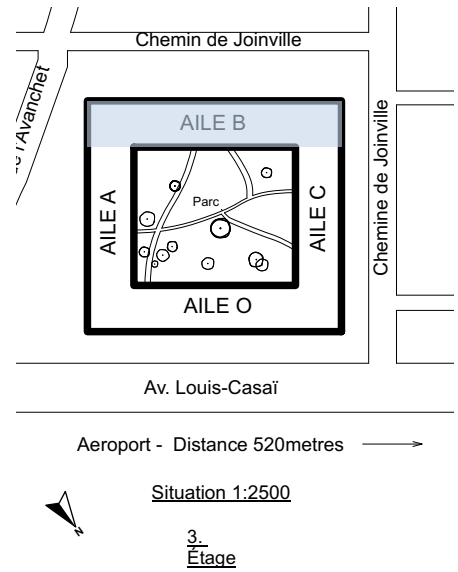 Chemin de Joinville
l'Avanchet
AILE B
AILE A
Parc
AILE C
Chemine de Joinville
AILE O
Av. Louis-Casaï
Aeroport - Distance 520metres
Situation 1:2500
N
3.
Étage